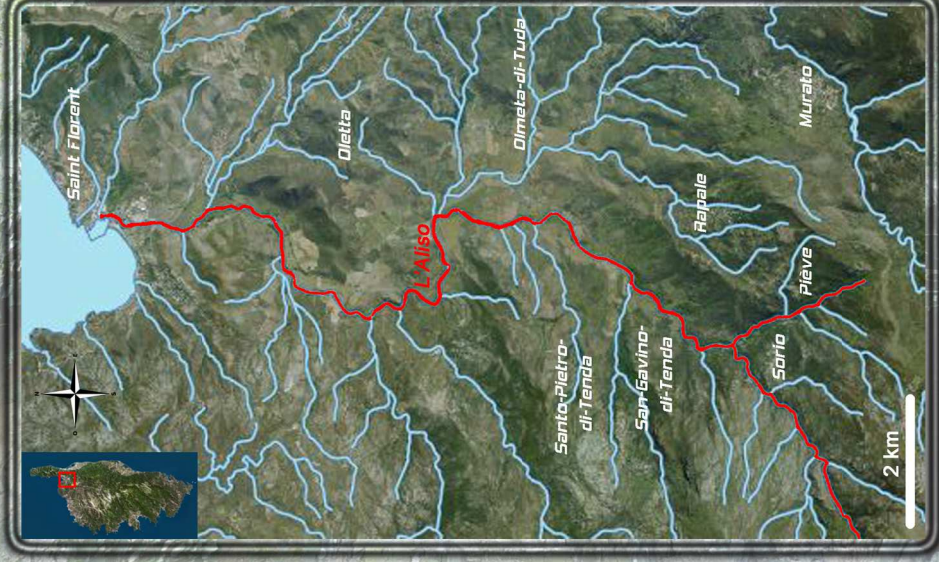 Saint Florent
Oletta
Olmeta-di-Tuda
Murato
L'Aliso
Rapale
Piève
Sorio
Santo-Pietro-
di-Tenda
San-Gavino-
di-Tenda
2 km